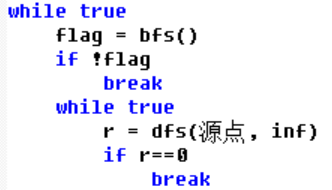 while true
flag = bfs()
if !flag
break
while true
r = dfs(源点, inf)
if r==0
break